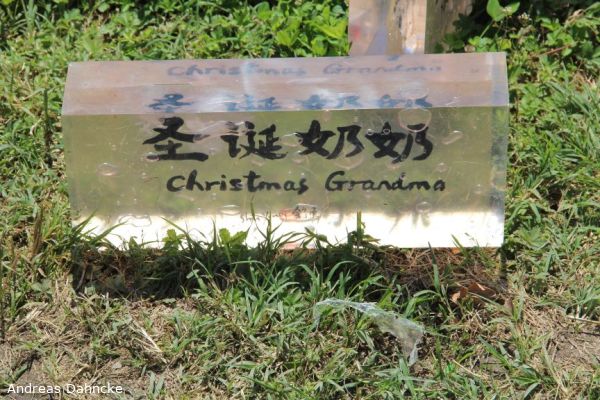 圣诞奶奶
Christmas Grandma
Andreas Dahncke